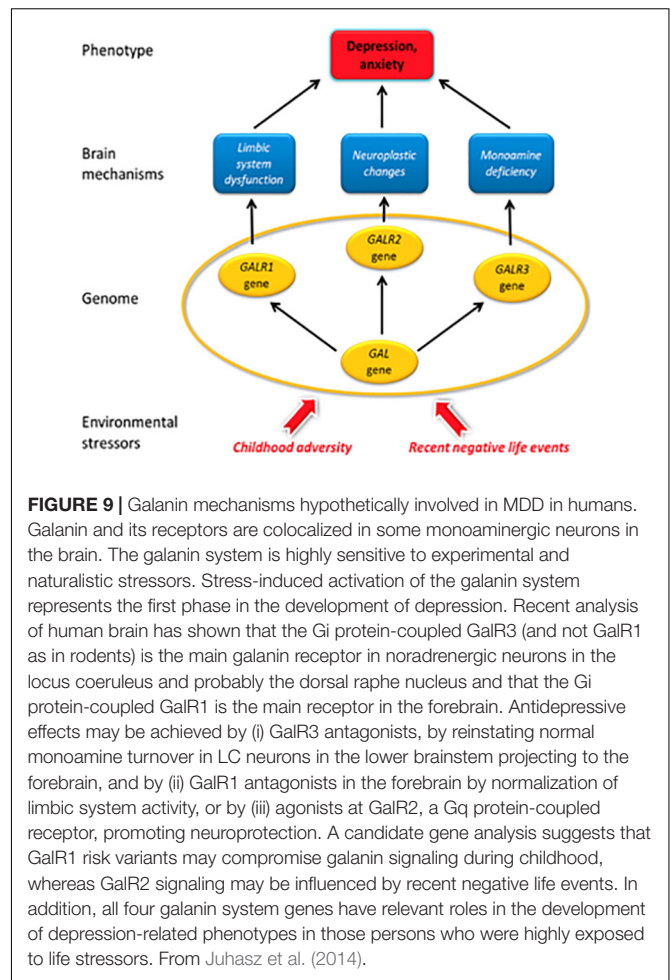 Phenotype
Depression,
anxiety
Brain
mechanisms
Limbic
system
dysfunction
Neuroplastic
changes
Monoamine
deficiency
Genome
GALR1
gene
GALR2
gene
GALR3
gene
GAL
gene
Environmental
stressors
Childhood adversity
Recent negative life events
FIGURE 9 | Galanin mechanisms hypothetically involved in MDD in humans.
Galanin and its receptors are colocalized in some monoaminergic neurons in
the brain. The galanin system is highly sensitive to experimental and
naturalistic stressors. Stress-induced activation of the galanin system
represents the first phase in the development of depression. Recent analysis
of human brain has shown that the Gi protein-coupled GalR3 (and not GalR1
as in rodents) is the main galanin receptor in noradrenergic neurons in the
locus coeruleus and probably the dorsal raphe nucleus and that the Gi
protein-coupled GalR1 is the main receptor in the forebrain. Antidepressive
effects may be achieved by (i) GalR3 antagonists, by reinstating normal
monoamine turnover in LC neurons in the lower brainstem projecting to the
forebrain, and by (ii) GalR1 antagonists in the forebrain by normalization of
limbic system activity, or by (iii) agonists at GalR2, a Gq protein-coupled
receptor, promoting neuroprotection. A candidate gene analysis suggests that
GalR1 risk variants may compromise galanin signaling during childhood,
whereas GalR2 signaling may be influenced by recent negative life events. In
addition, all four galanin system genes have relevant roles in the development
of depression-related phenotypes in those persons who were highly exposed
to life stressors. From Juhasz et al. (2014).